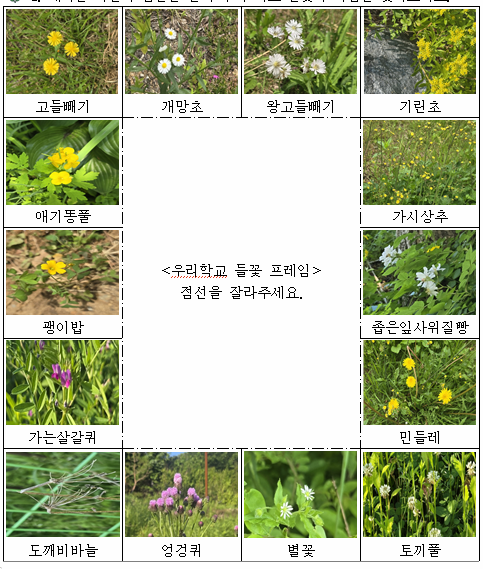 고들빼기 개망초 왕고들빼기 기린초
애기똥풀 가시상추
<우리학교 들꽃 프레임>
점선을 잘라주세요.
괭이밥 좁은잎사위질빵
가는살갈퀴 민들레
도깨비바늘 엉겅퀴 별꽃 토끼풀